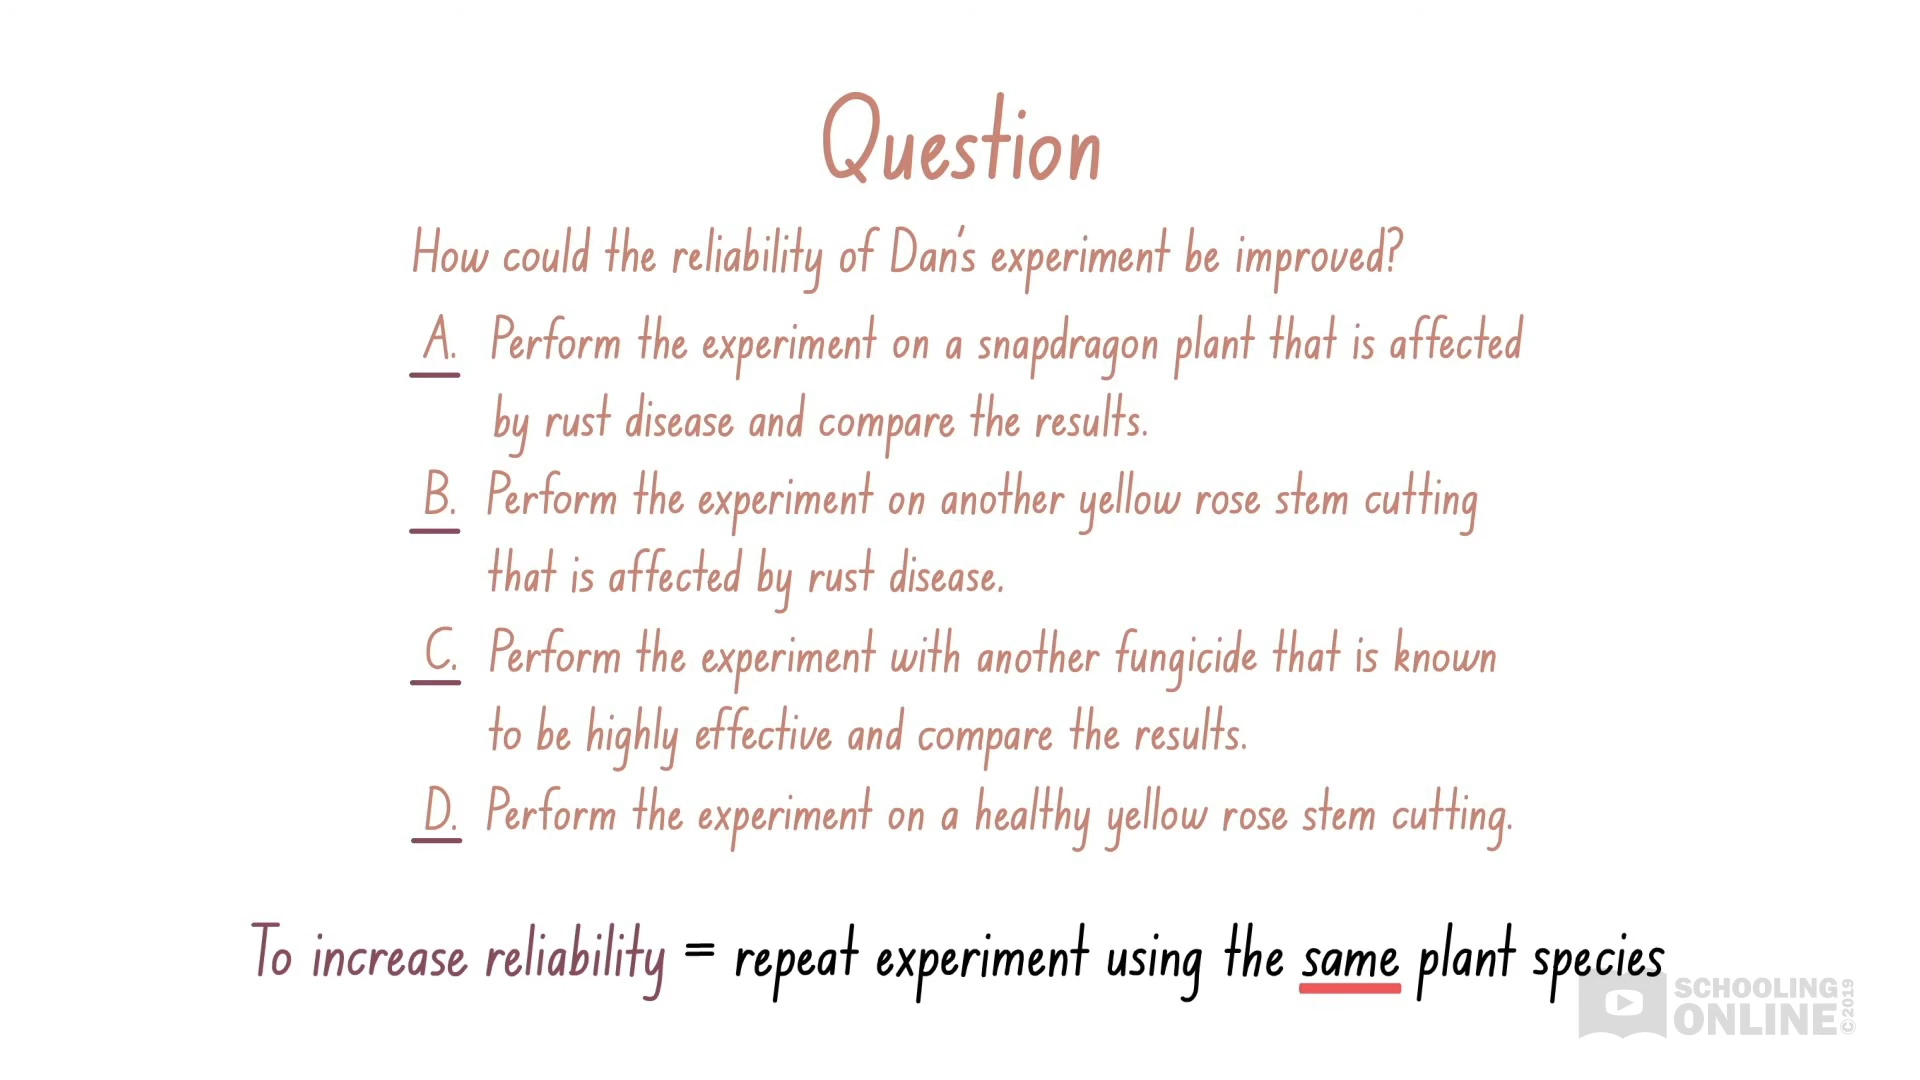 Question
How could the reliability of Dan's experiment be improved?
A. Perform the experiment on a snapdragon plant that is affected
by rust disease and compare the results.
B. Perform the experiment on another yellow rose stem cutting
that is affected by rust disease.
C. Perform the experiment with another fungicide that is known
to be highly effective and compare the results.
D. Perform the experiment on a healthy yellow rose stem cutting.
To increase reliability = repeat experiment using the same plant species
SCHOOLING
ONLINE
©2019